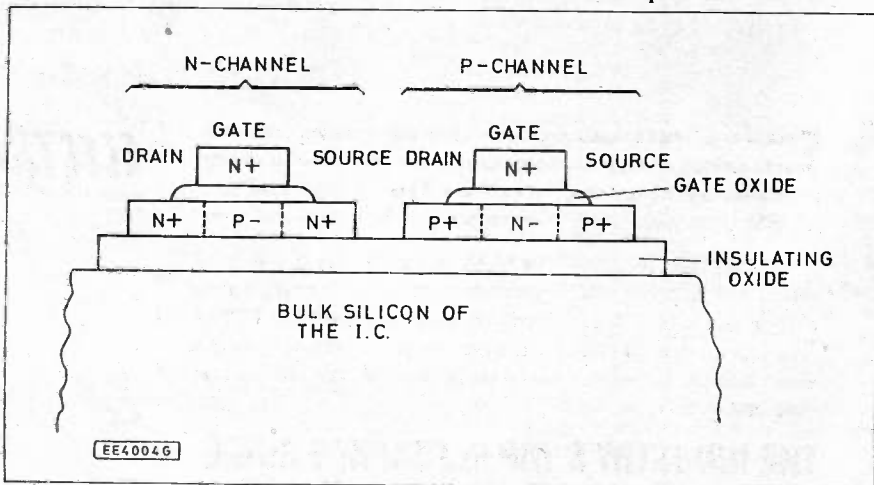 N-CHANNEL P-CHANNEL
GATE GATE
DRAIN N+ SOURCE DRAIN N+ SOURCE
GATE OXIDE
N+ P- N+ P+ N- P+
INSULATING
OXIDE
BULK SILICON OF
THE I.C.
EE4004G